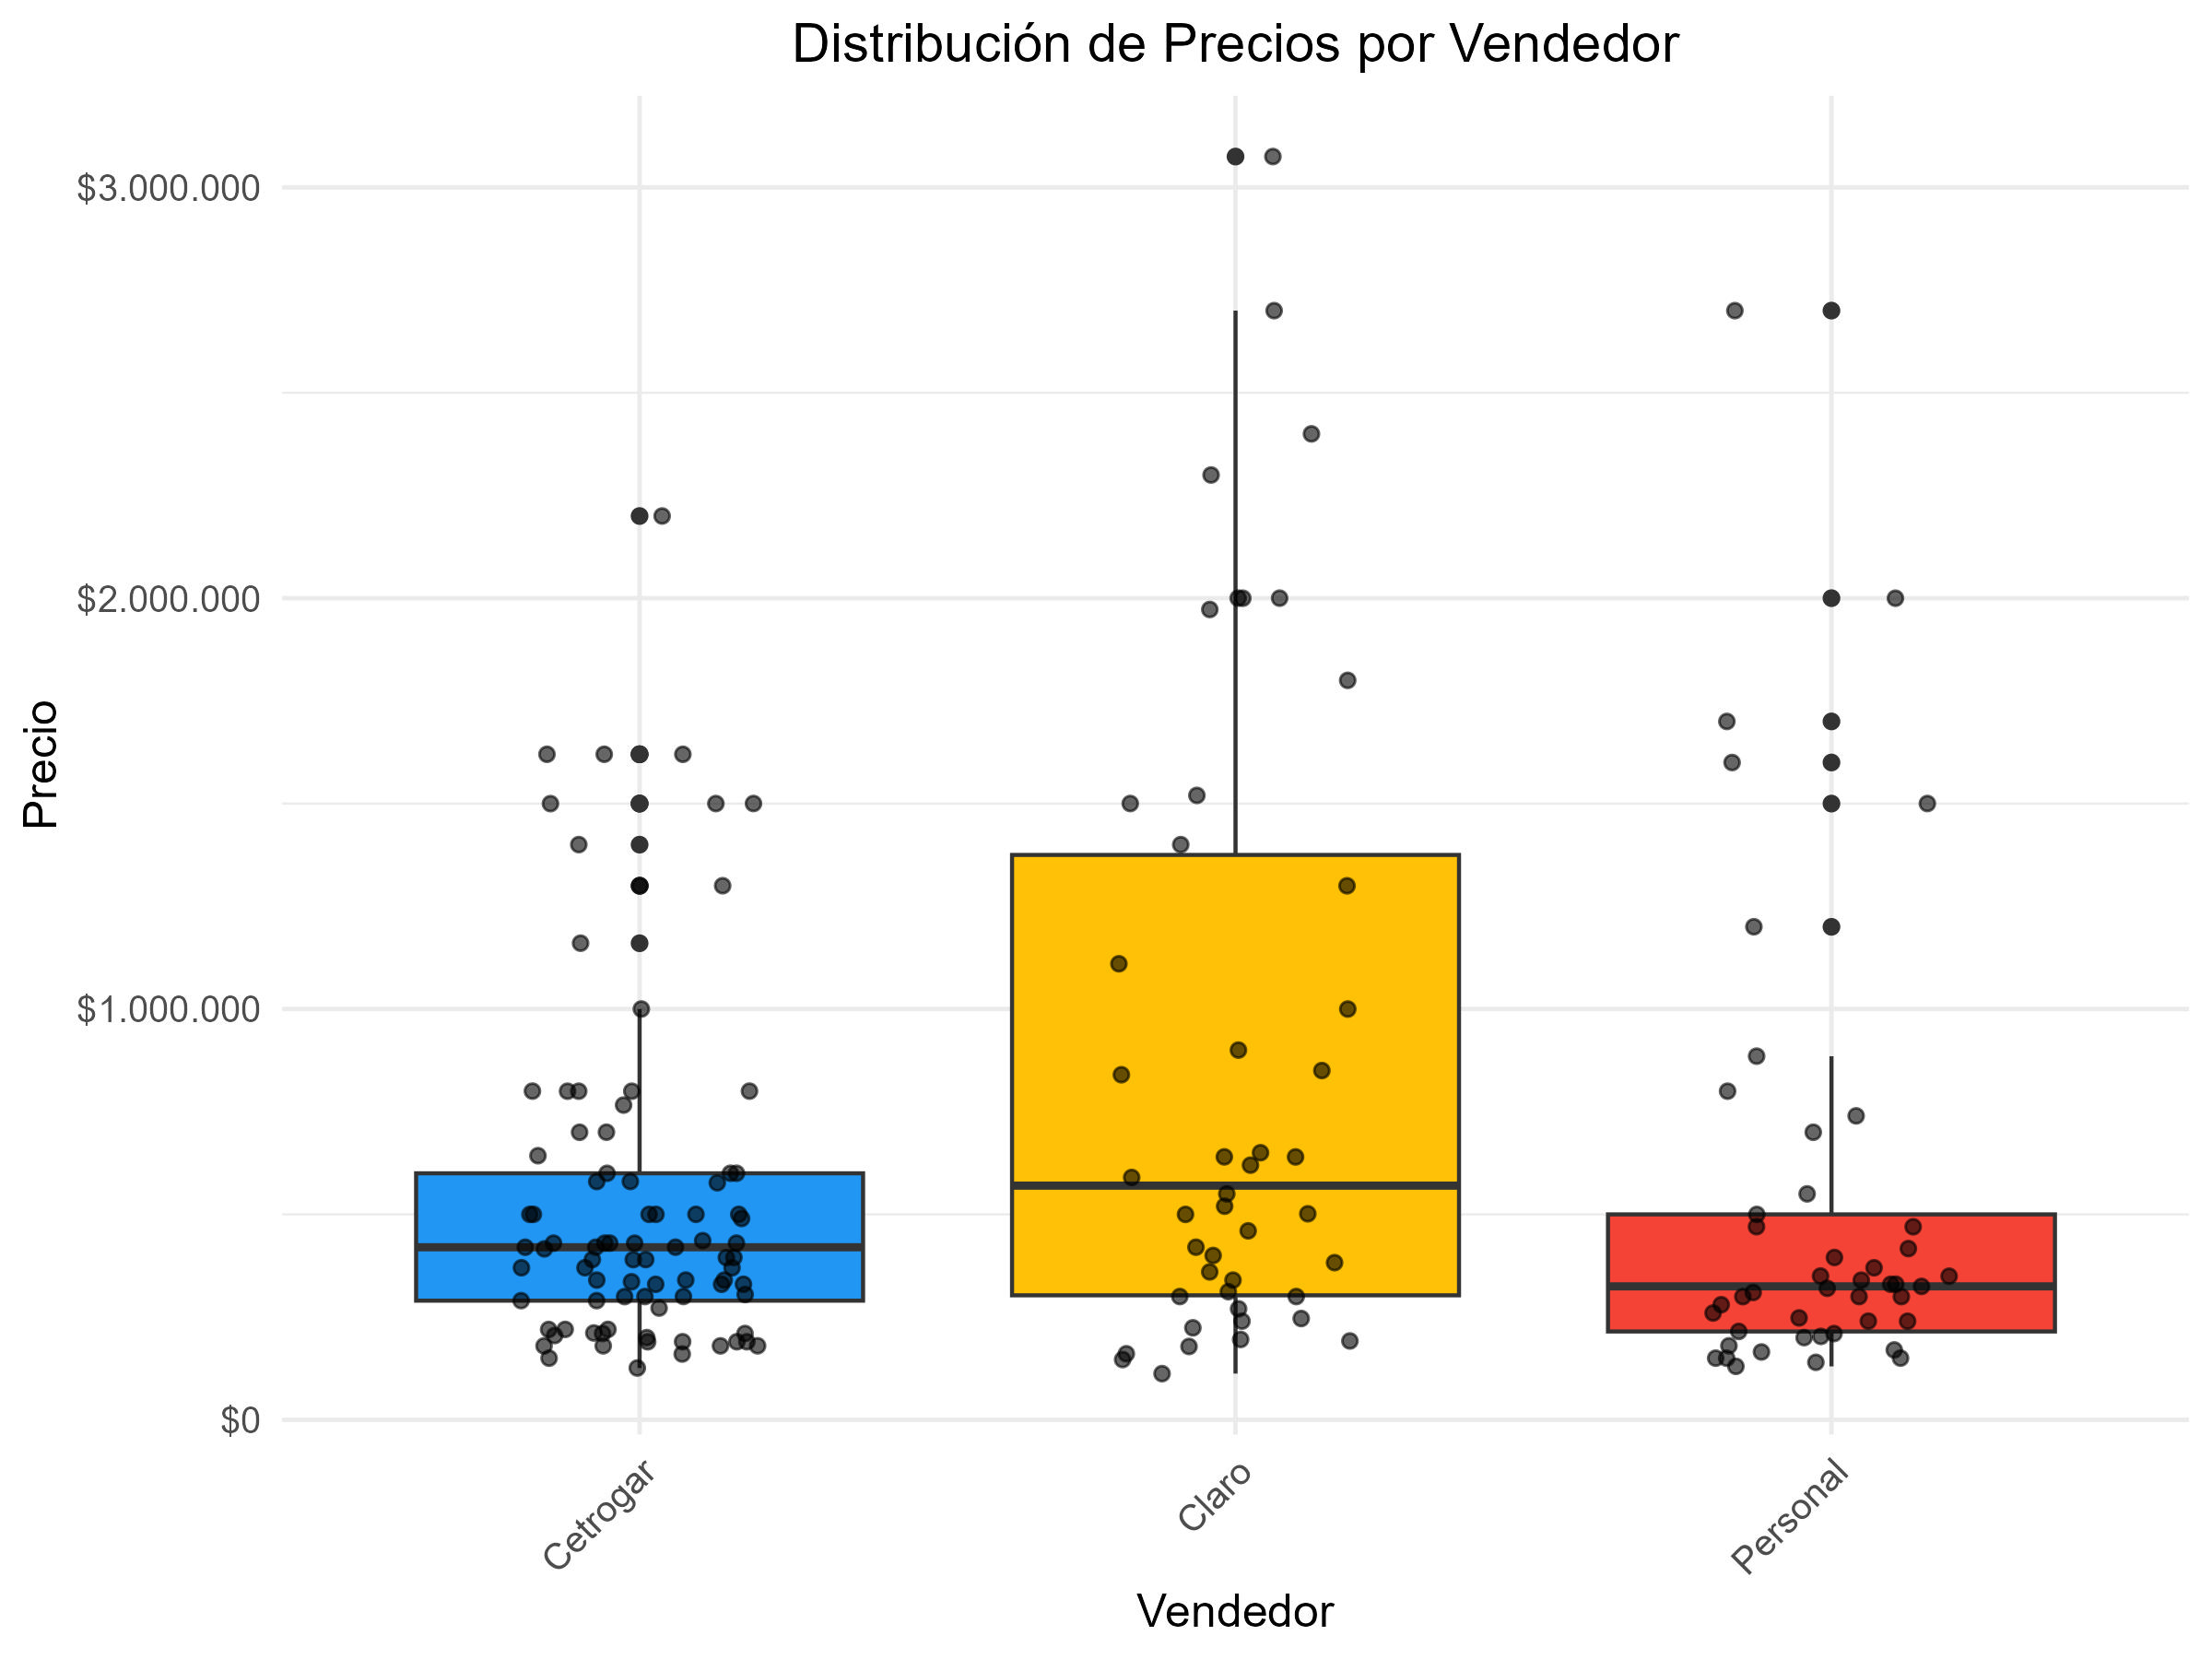 Distribución de Precios por Vendedor
Precio
$3.000.000
$2.000.000
$1.000.000
$0
Cetrogar
Claro
Personal
Vendedor